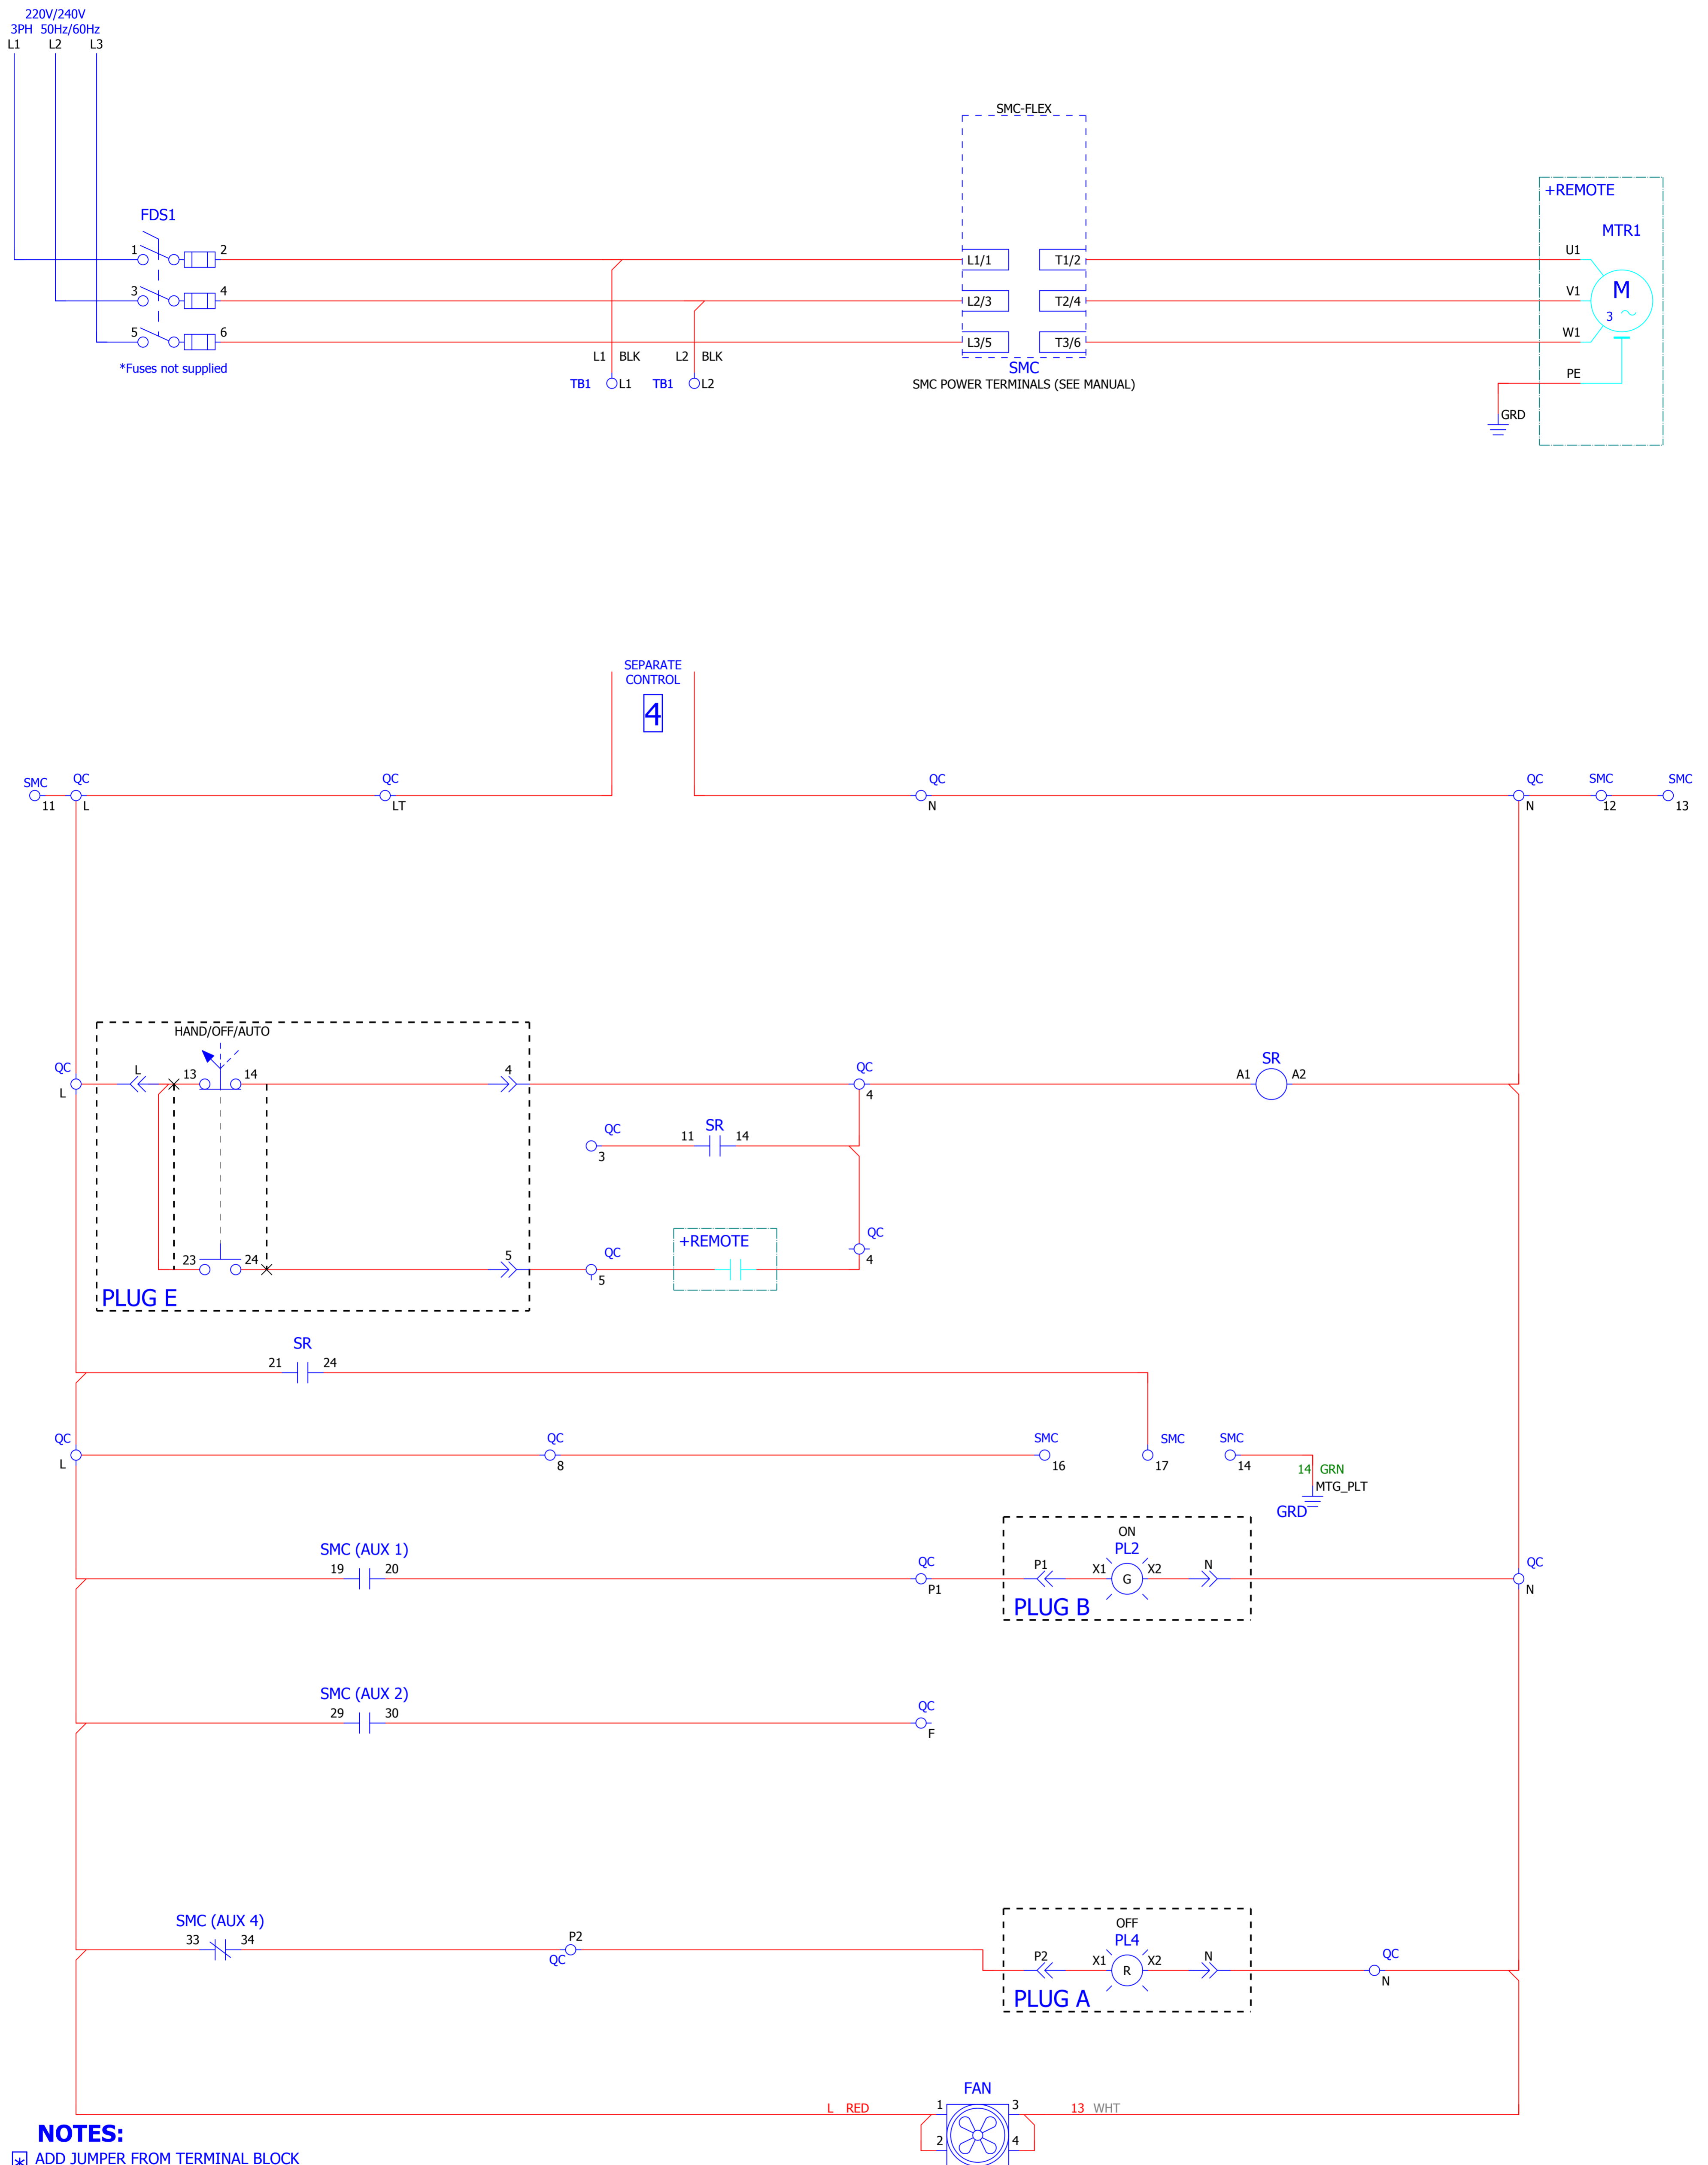 220V/240V
3PH 50Hz/60Hz
L1 L2 L3
SMC-FLEX
+REMOTE
FDS1
MTR1
1 2
L1/1 T1/2
U1
3 4
L2/3 T2/4
V1
M
3
5 6
L3/5 T3/6
W1
*Fuses not supplied
L1 BLK L2 BLK
SMC
TB1 L1 TB1 L2
SMC POWER TERMINALS (SEE MANUAL)
PE
GRD
SEPARATE
CONTROL
4
SMC QC QC QC QC SMC SMC
11 L LT N N 12 13
HAND/OFF/AUTO
QC L 13 14 4 QC SR
L 4 A1 A2
QC 11 SR 14
3
QC
+REMOTE
23 24 5 QC 4
5
PLUG E
SR
21 24
QC QC SMC SMC SMC
L 8 16 17 14
14 GRN
MTG_PLT
GRD
ON
SMC (AUX 1) PL2
19 20 QC P1 X1 G X2 N QC
P1 N
PLUG B
SMC (AUX 2)
29 30 QC
F
SMC (AUX 4) OFF
33 34 P2 PL4
QC P2 X1 R X2 N QC
N
PLUG A
FAN
L RED 1 3 13 WHT
2 4
NOTES:
* ADD JUMPER FROM TERMINAL BLOCK